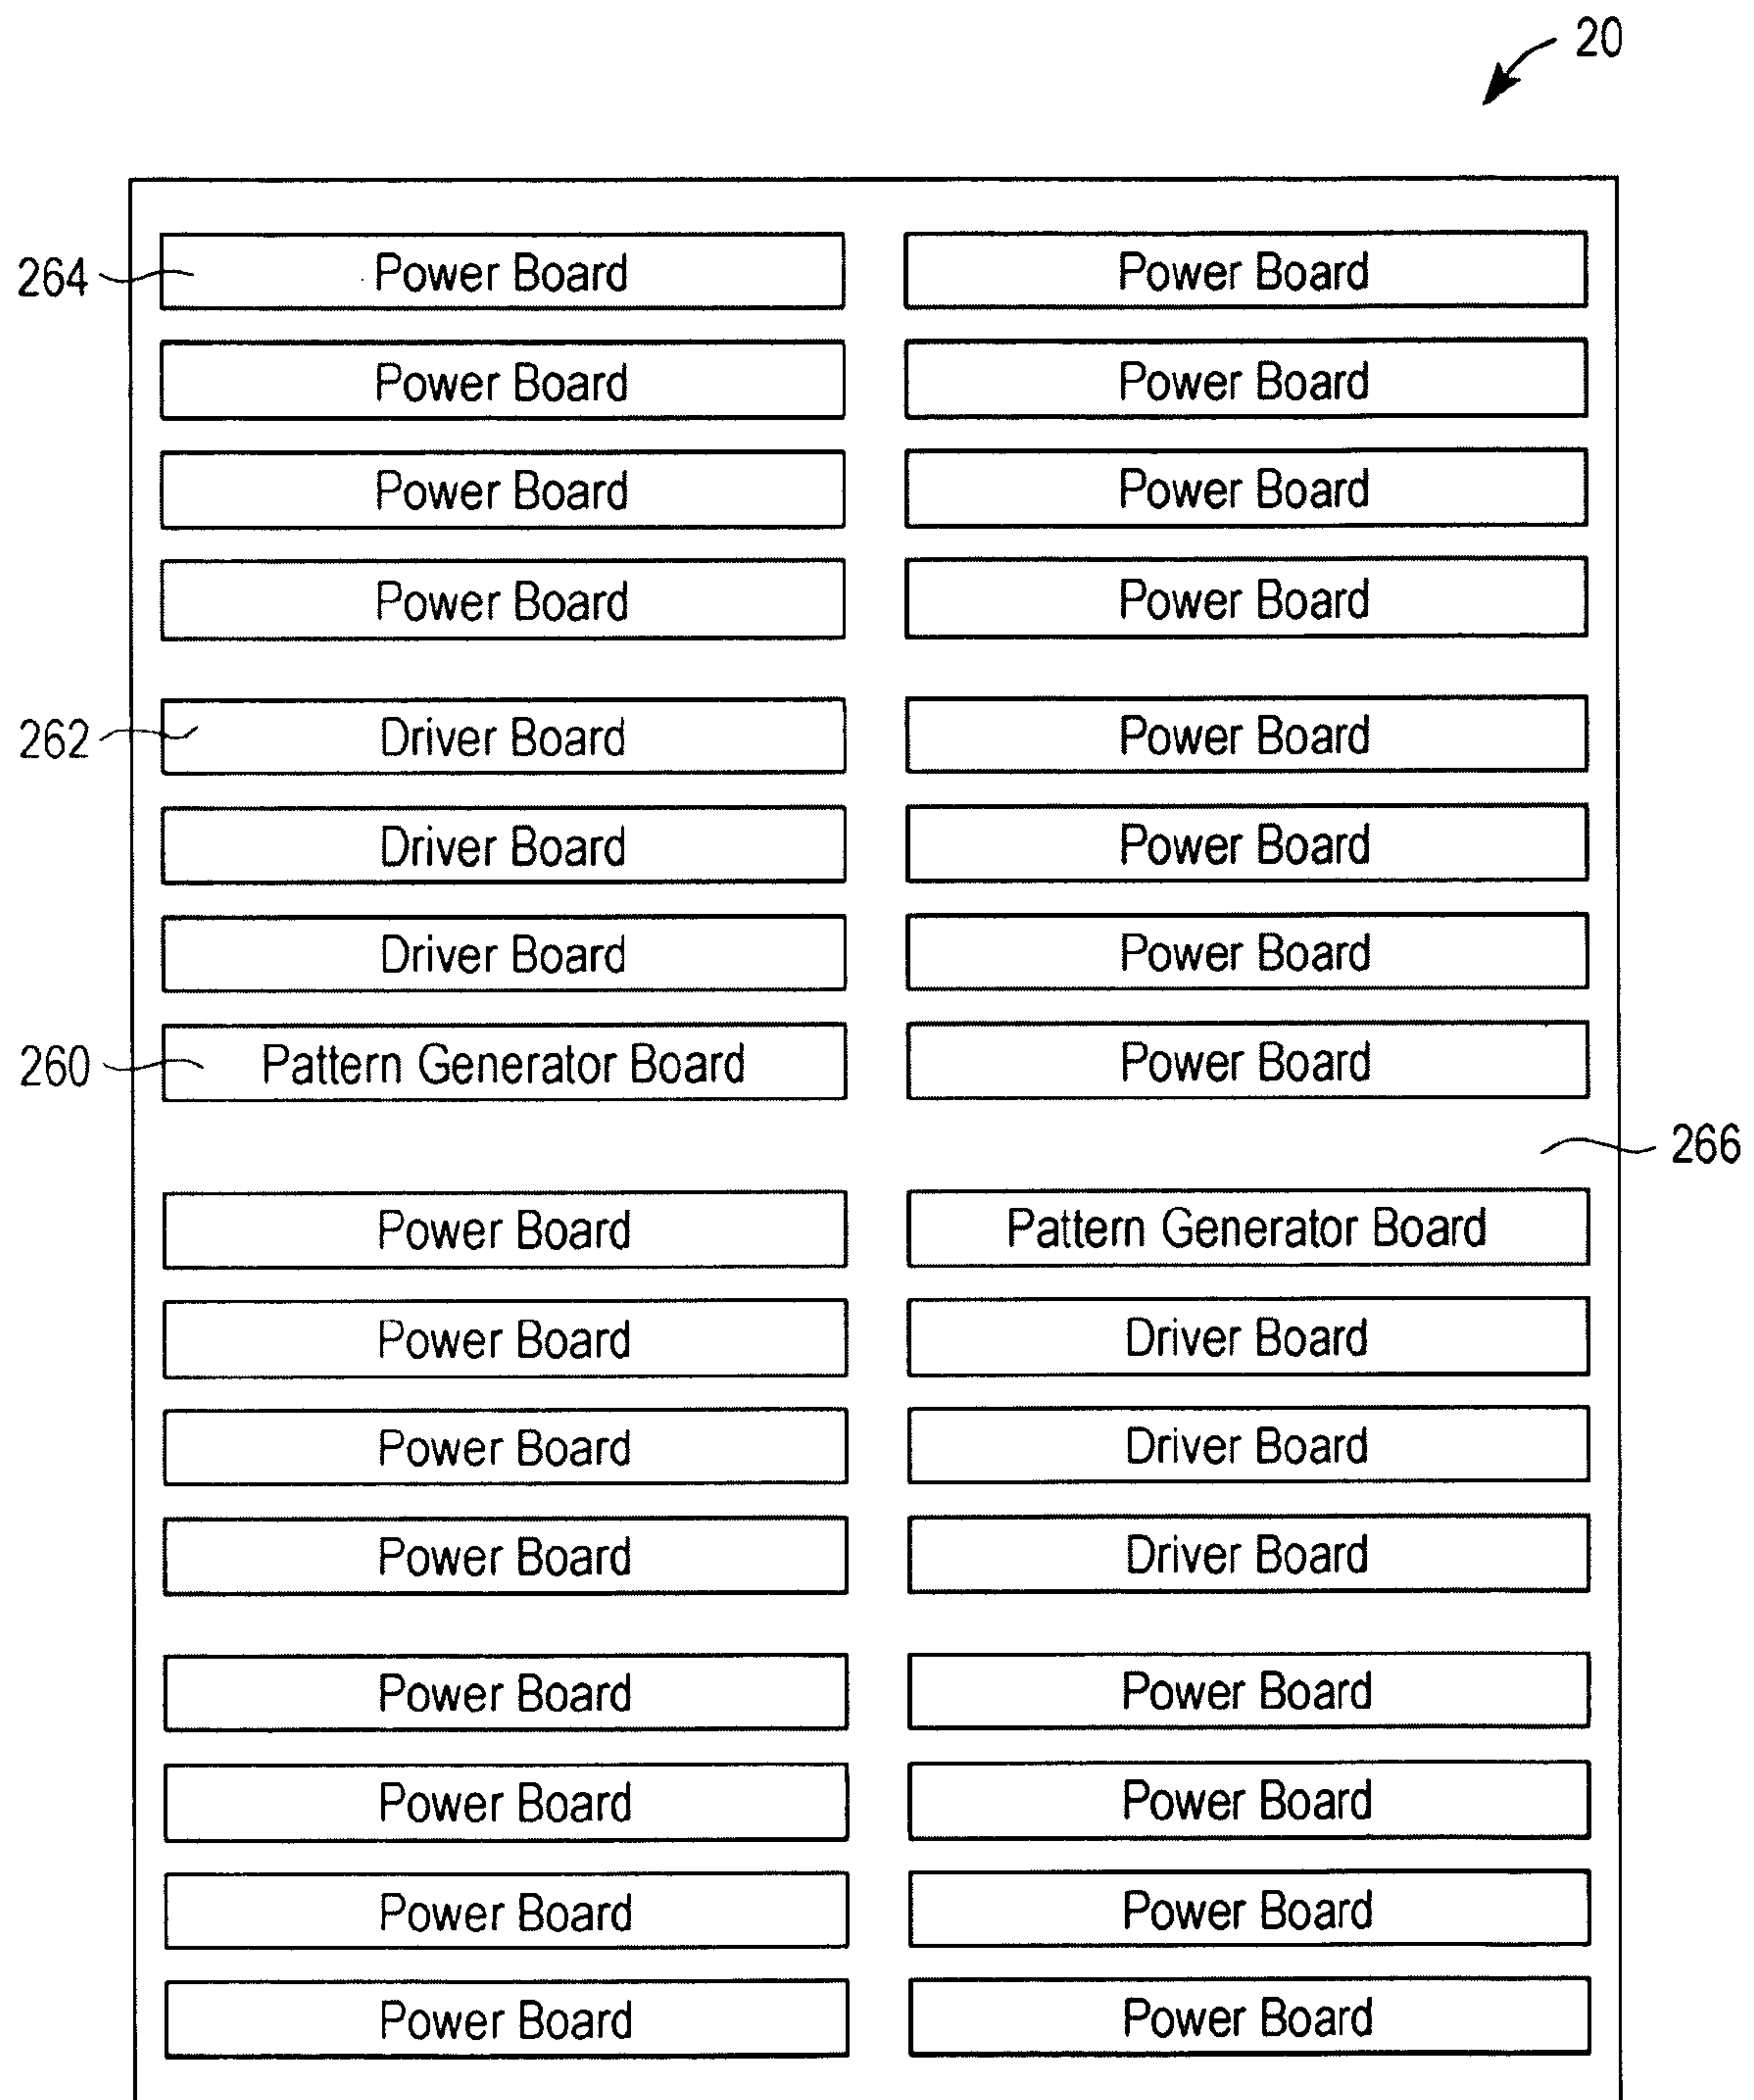 20
264 Power Board Power Board
Power Board Power Board
Power Board Power Board
Power Board Power Board
262 Driver Board Power Board
Driver Board Power Board
Driver Board Power Board
260 Pattern Generator Board Power Board
266
Power Board Pattern Generator Board
Power Board Driver Board
Power Board Driver Board
Power Board Driver Board
Power Board Power Board
Power Board Power Board
Power Board Power Board
Power Board Power Board